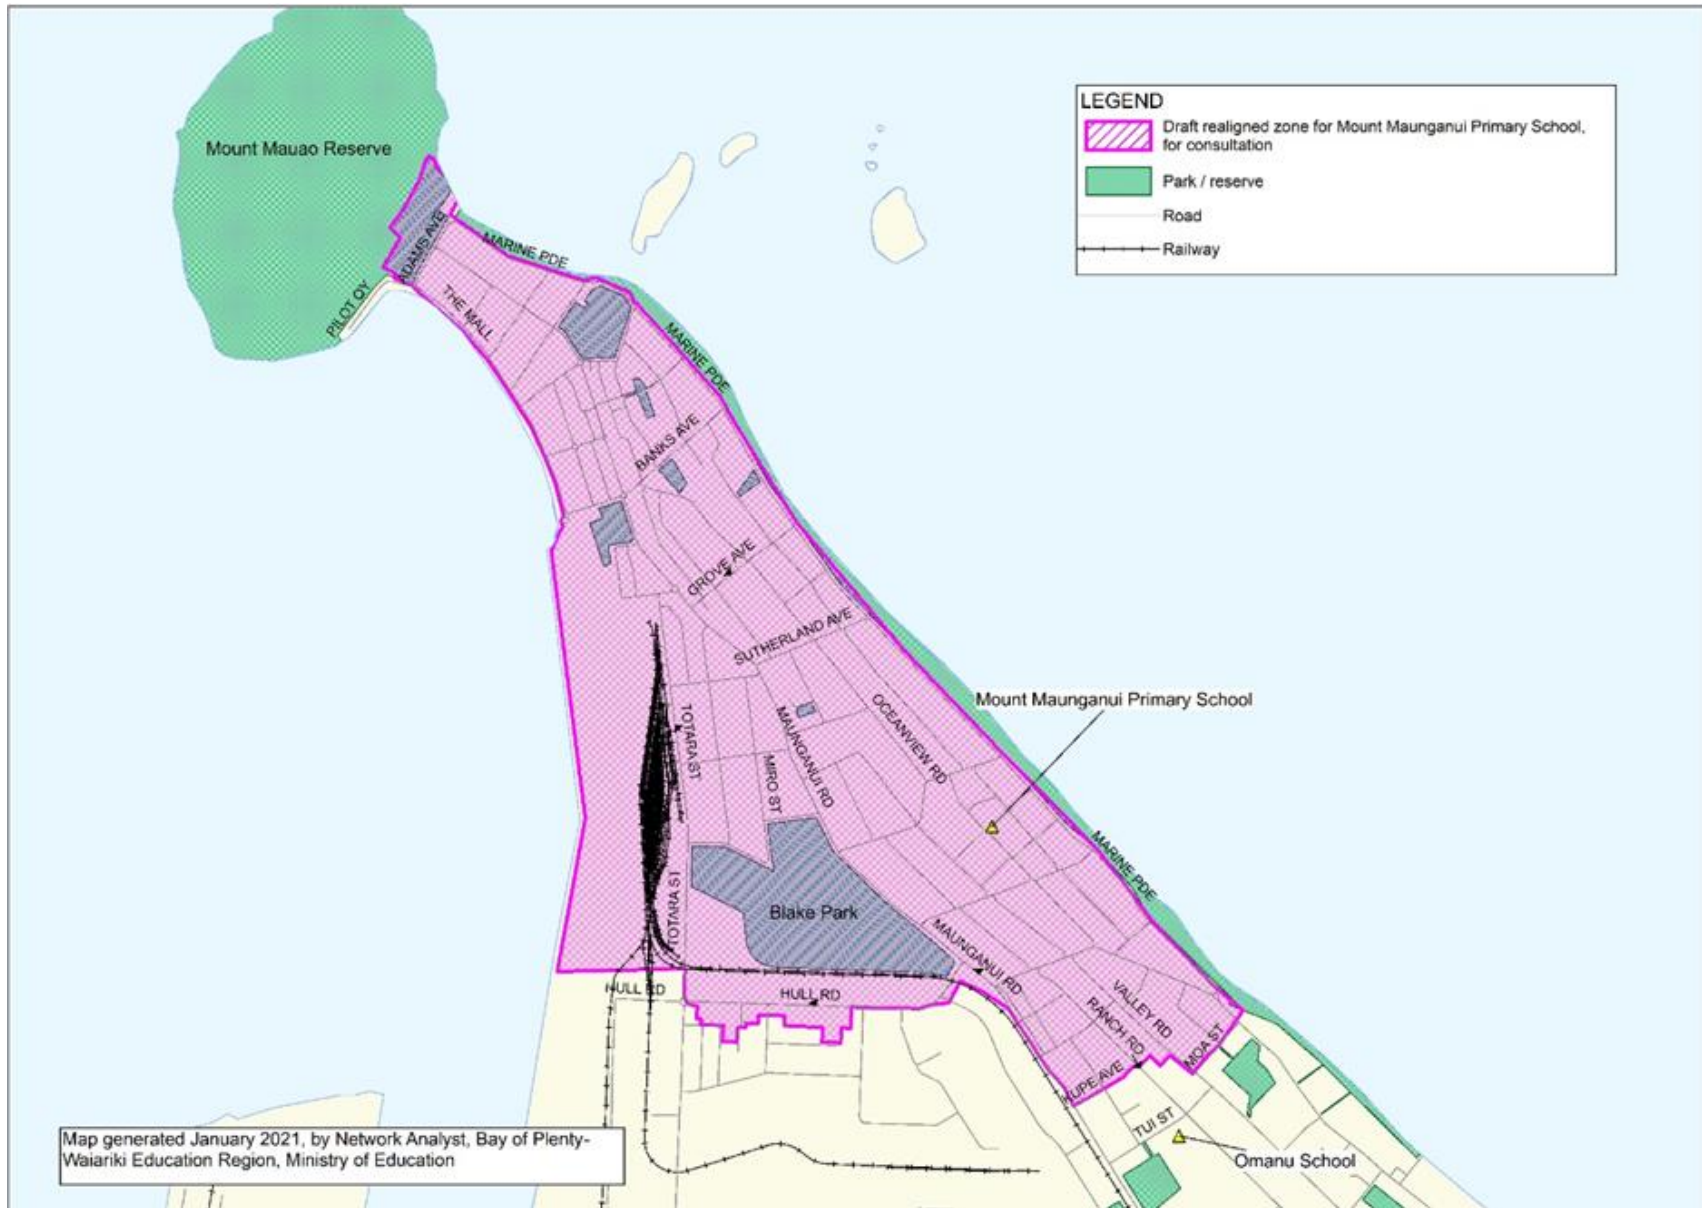 Mount Mauao Reserve
LEGEND
Draft realigned zone for Mount Maunganui Primary School,
for consultation
Park / reserve
Road
Railway
ADAMS AVE
MARINE PDE
PILOT QY
THE MALL
MARINE PDE
BANKS AVE
GROVE AVE
SUTHERLAND AVE
Mount Maunganui Primary School
OCEANVIEW RD
TOTARA ST
MAUNGANUI RD
MIRO ST
MARINE PDE
TOTARA ST
Blake Park
MAUNGANUI RD
HULL RD
HULL RD
VALLEY RD
RANCH RD
MOA ST
KUPE AVE
TUI ST
Omanu School
Map generated January 2021, by Network Analyst, Bay of Plenty-
Waiariki Education Region, Ministry of Education